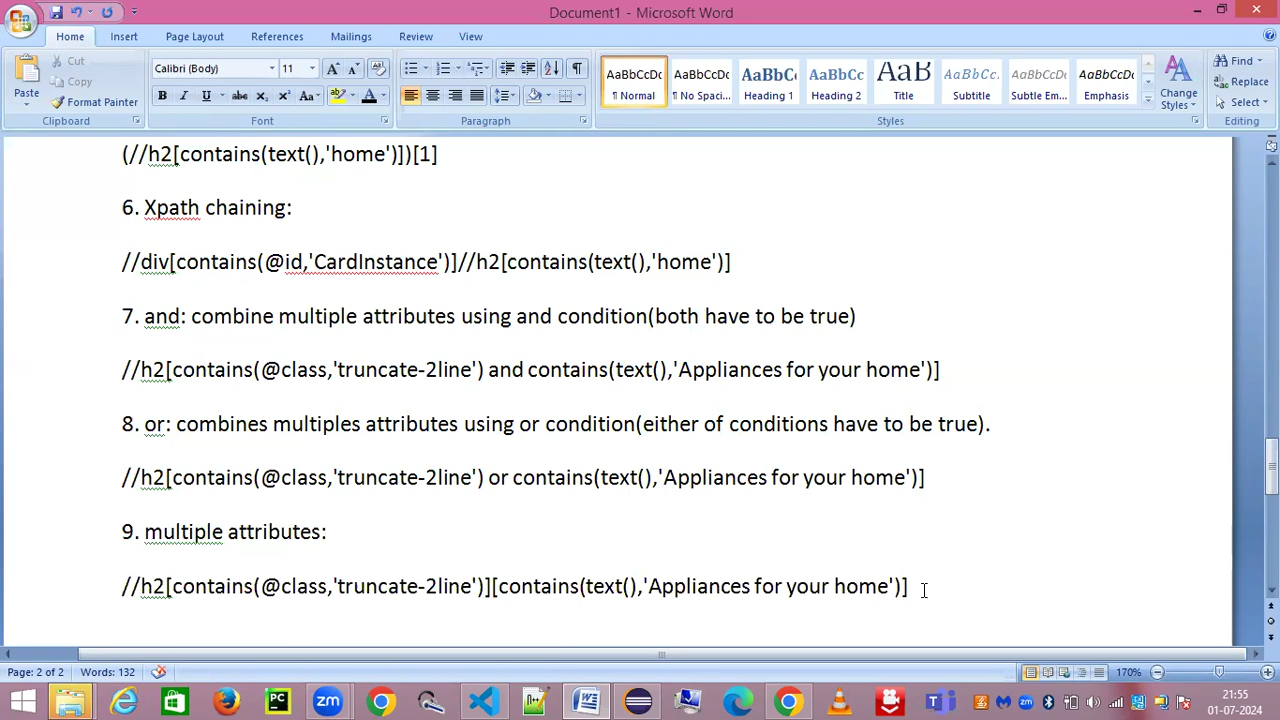 Document1 - Microsoft Word
Home Insert Page Layout References Mailings Review View
Paste
Cut
Copy
Format Painter
Clipboard
Calibri (Body) 11
Font
Paragraph
AaBbCcDc ¶ Normal
AaBbCcDc ¶ No Spaci...
AaBbCc Heading 1
AaBbCc Heading 2
AaB Title
AaBbCc. Subtitle
AaBbCcDc Subtle Em...
AaBbCcDc Emphasis
Change Styles
Styles
Find
Replace
Select
Editing
(//h2[contains(text(),'home')])[1]
6. Xpath chaining:
//div[contains(@id,'CardInstance')]//h2[contains(text(),'home')]
7. and: combine multiple attributes using and condition(both have to be true)
//h2[contains(@class,'truncate-2line') and contains(text(),'Appliances for your home')]
8. or: combines multiples attributes using or condition(either of conditions have to be true).
//h2[contains(@class,'truncate-2line') or contains(text(),'Appliances for your home')]
9. multiple attributes:
//h2[contains(@class,'truncate-2line')][contains(text(),'Appliances for your home')]
Page: 2 of 2 Words: 132 170%
21:55
01-07-2024